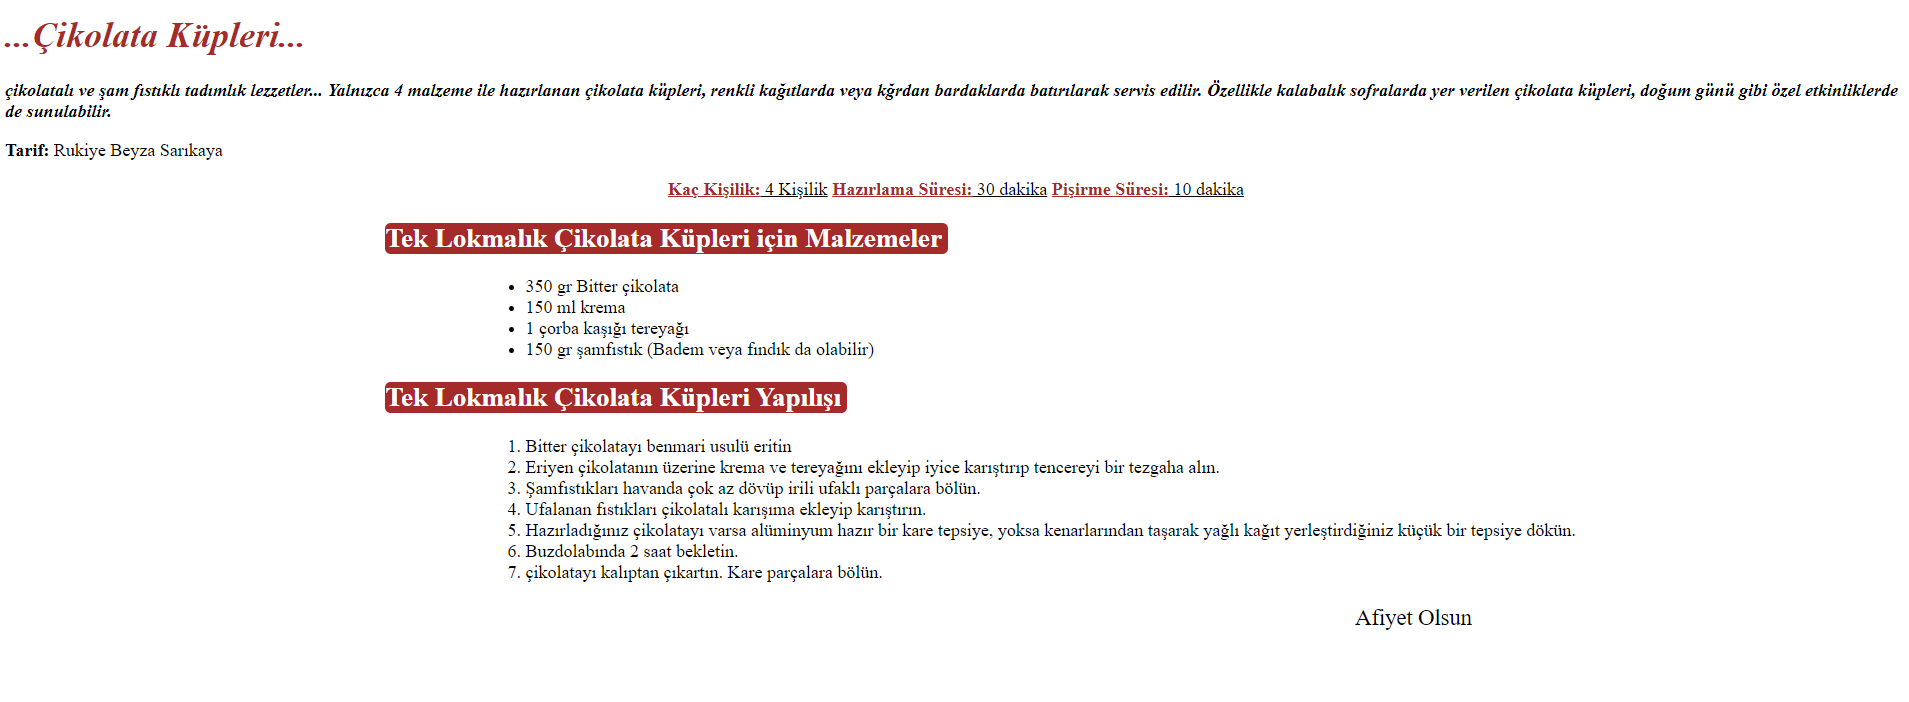 ...Çikolata Küpleri...
çikolatalı ve şam fıstıklı tadımlık lezzetler... Yalnızca 4 malzeme ile hazırlanan çikolata küpleri, renkli kağıtlarda veya kğrdan bardaklarda batırılarak servis edilir. Özellikle kalabalık sofralarda yer verilen çikolata küpleri, doğum günü gibi özel etkinliklerde
de sunulabilir.
Tarif: Rukiye Beyza Sarıkaya
Kaç Kişilik: 4 Kişilik Hazırlama Süresi: 30 dakika Pişirme Süresi: 10 dakika
Tek Lokmalık Çikolata Küpleri için Malzemeler
• 350 gr Bitter çikolata
• 150 ml krema
• 1 çorba kaşığı tereyağı
• 150 gr şamfıstık (Badem veya fındık da olabilir)
Tek Lokmalık Çikolata Küpleri Yapılışı
1. Bitter çikolatayı benmari usulü eritin
2. Eriyen çikolatanın üzerine krema ve tereyağını ekleyip iyice karıştırıp tencereyi bir tezgaha alın.
3. Şamfıstıkları havanda çok az dövüp irili ufaklı parçalara bölün.
4. Ufalanan fıstıkları çikolatalı karışıma ekleyip karıştırın.
5. Hazırladığınız çikolatayı varsa alüminyum hazır bir kare tepsiye, yoksa kenarlarından taşarak yağlı kağıt yerleştirdiğiniz küçük bir tepsiye dökün.
6. Buzdolabında 2 saat bekletin.
7. çikolatayı kalıptan çıkartın. Kare parçalara bölün.
Afiyet Olsun